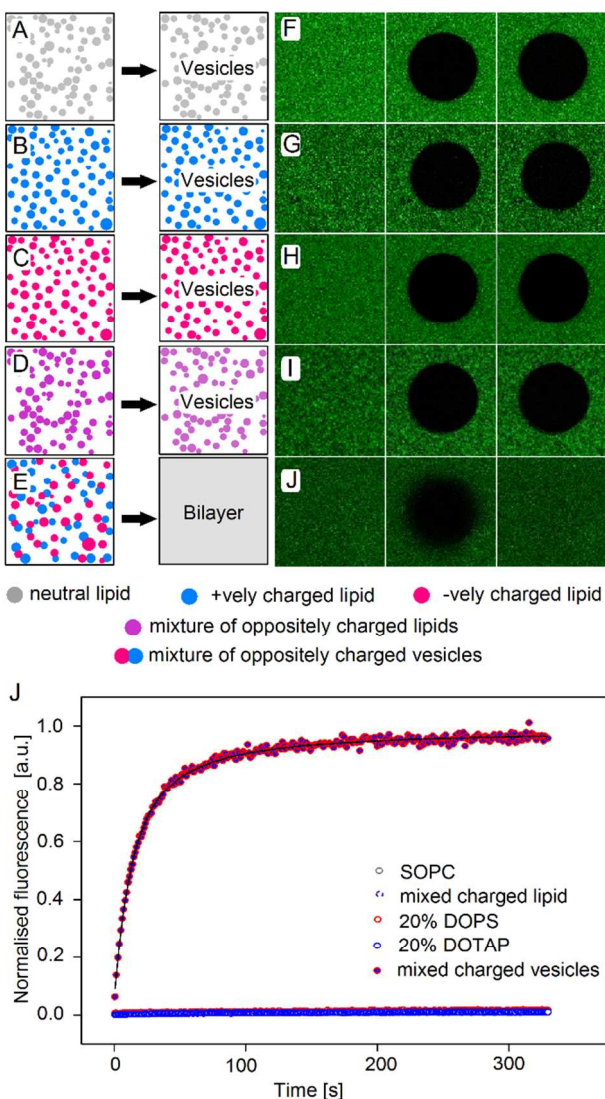 A
Vesicles
F
B
Vesicles
G
C
Vesicles
H
D
Vesicles
I
E
Bilayer
J
neutral lipid
+vely charged lipid
-vely charged lipid
mixture of oppositely charged lipids
mixture of oppositely charged vesicles
J
Normalised fluorescence [a.u.]
1.0
0.8
0.6
0.4
0.2
0.0
SOPC
mixed charged lipid
20% DOPS
20% DOTAP
mixed charged vesicles
0 100 200 300
Time [s]